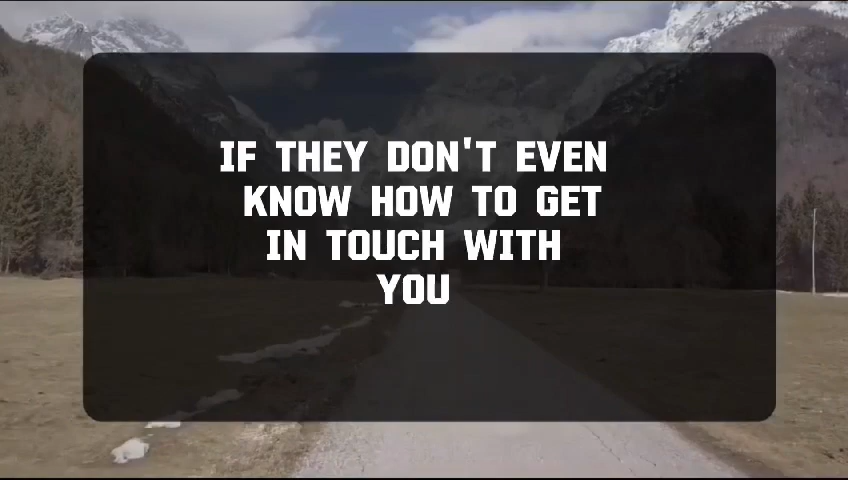 IF THEY DON'T EVEN
KNOW HOW TO GET
IN TOUCH WITH
YOU